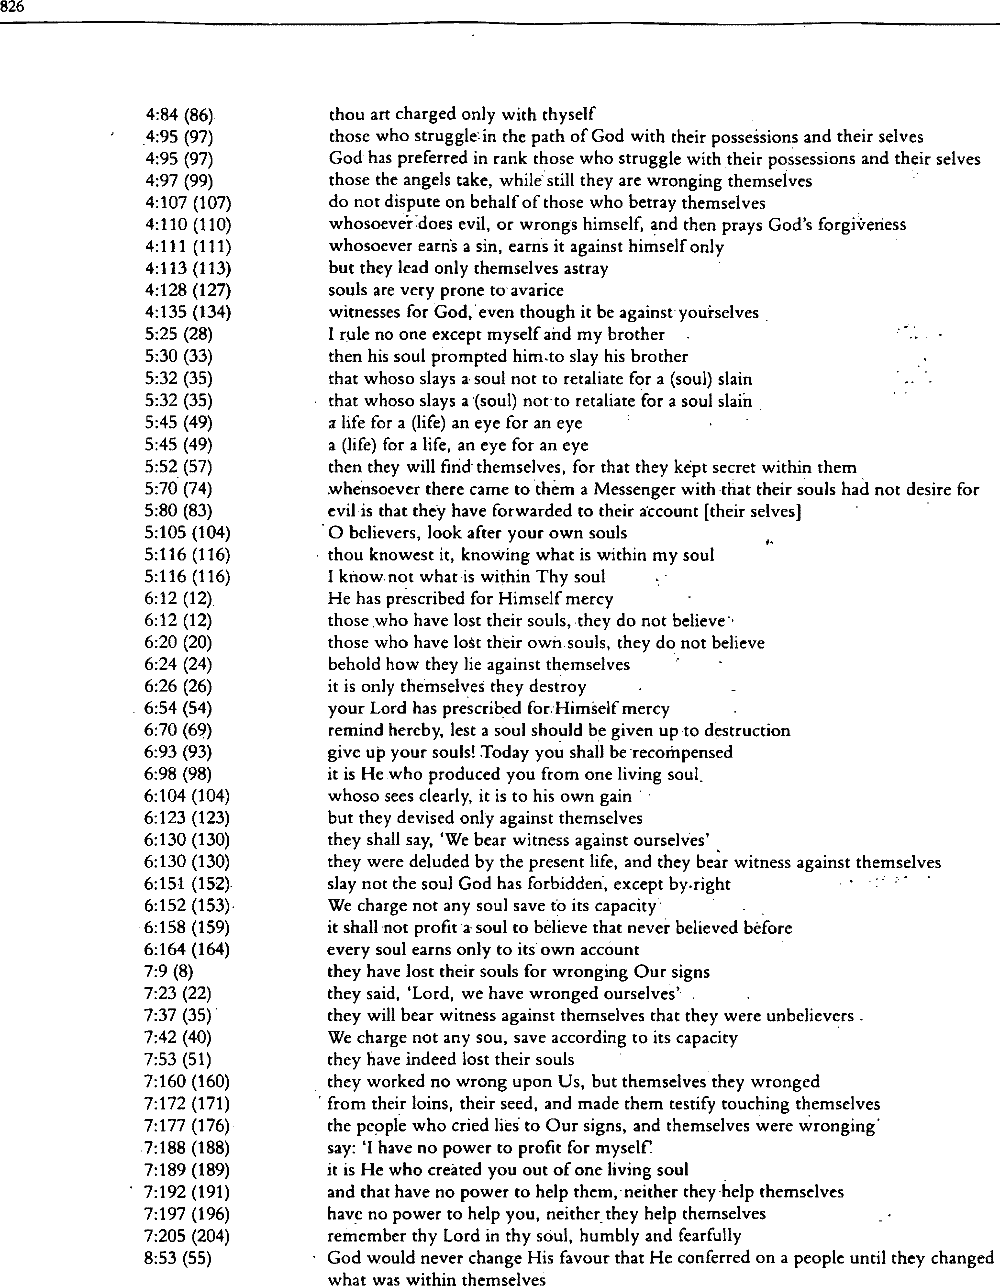 826
4:84 (86) thou art charged only with thyself
4:95 (97) those who struggle in the path of God with their possessions and their selves
4:95 (97) God has preferred in rank those who struggle with their possessions and their selves
4:97 (99) those the angels take, while still they are wronging themselves
4:107 (107) do not dispute on behalf of those who betray themselves
4:110 (110) whosoever does evil, or wrongs himself, and then prays God's forgiveness
4:111 (111) whosoever earns a sin, earns it against himself only
4:113 (113) but they lead only themselves astray
4:128 (127) souls are very prone to avarice
4:135 (134) witnesses for God, even though it be against yourselves
5:25 (28) I rule no one except myself and my brother
5:30 (33) then his soul prompted him to slay his brother
5:32 (35) that whoso slays a soul not to retaliate for a (soul) slain
5:32 (35) that whoso slays a (soul) not to retaliate for a soul slain
5:45 (49) a life for a (life) an eye for an eye
5:45 (49) a (life) for a life, an eye for an eye
5:52 (57) then they will find themselves, for that they kept secret within them
5:70 (74) whensoever there came to them a Messenger with that their souls had not desire for
5:80 (83) evil is that they have forwarded to their account [their selves]
5:105 (104) O believers, look after your own souls
5:116 (116) thou knowest it, knowing what is within my soul
5:116 (116) I know not what is within Thy soul
6:12 (12) He has prescribed for Himself mercy
6:12 (12) those who have lost their souls, they do not believe
6:20 (20) those who have lost their own souls, they do not believe
6:24 (24) behold how they lie against themselves
6:26 (26) it is only themselves they destroy
6:54 (54) your Lord has prescribed for Himself mercy
6:70 (69) remind hereby, lest a soul should be given up to destruction
6:93 (93) give up your souls! Today you shall be recompensed
6:98 (98) it is He who produced you from one living soul
6:104 (104) whoso sees clearly, it is to his own gain
6:123 (123) but they devised only against themselves
6:130 (130) they shall say, 'We bear witness against ourselves'
6:130 (130) they were deluded by the present life, and they bear witness against themselves
6:151 (152) slay not the soul God has forbidden, except by right
6:152 (153) We charge not any soul save to its capacity
6:158 (159) it shall not profit a soul to believe that never believed before
6:164 (164) every soul earns only to its own account
7:9 (8) they have lost their souls for wronging Our signs
7:23 (22) they said, 'Lord, we have wronged ourselves'
7:37 (35) they will bear witness against themselves that they were unbelievers
7:42 (40) We charge not any sou, save according to its capacity
7:53 (51) they have indeed lost their souls
7:160 (160) they worked no wrong upon Us, but themselves they wronged
7:172 (171) from their loins, their seed, and made them testify touching themselves
7:177 (176) the people who cried lies to Our signs, and themselves were wronging
7:188 (188) say: 'I have no power to profit for myself'
7:189 (189) it is He who created you out of one living soul
7:192 (191) and that have no power to help them, neither they help themselves
7:197 (196) have no power to help you, neither they help themselves
7:205 (204) remember thy Lord in thy soul, humbly and fearfully
8:53 (55) God would never change His favour that He conferred on a people until they changed
what was within themselves